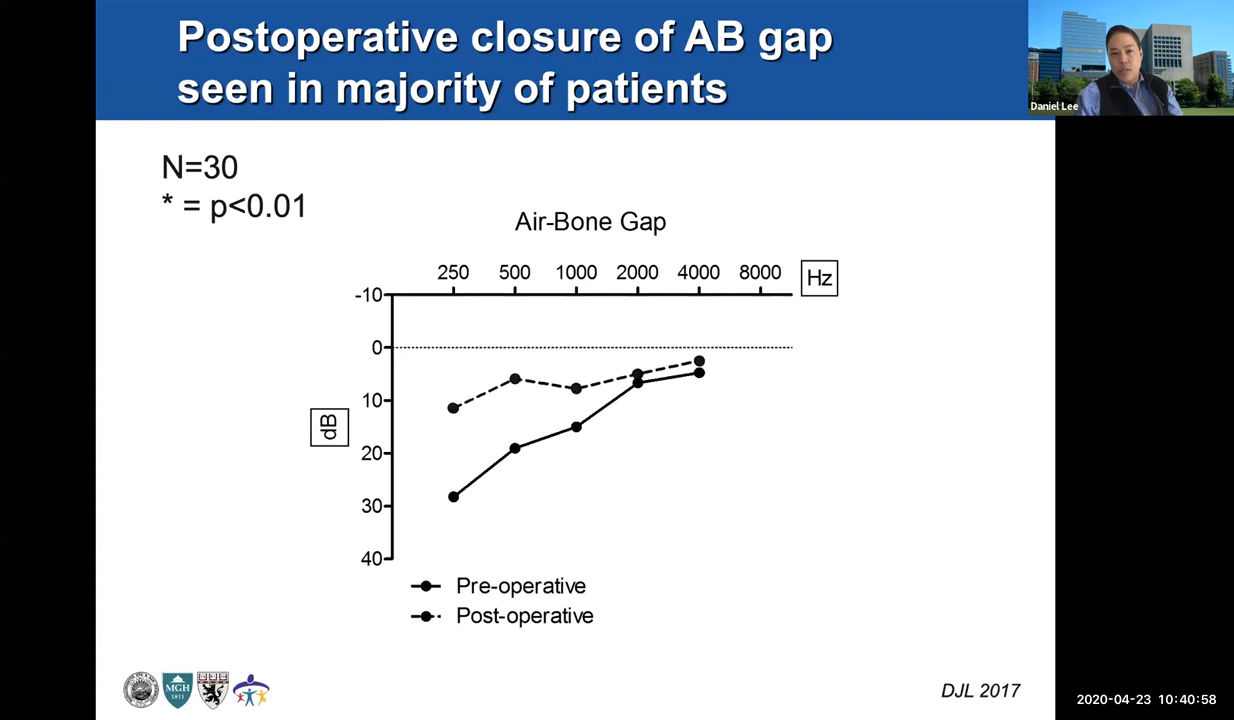 Postoperative closure of AB gap
seen in majority of patients
Daniel Lee
N=30
* = p<0.01
Air-Bone Gap
250 500 1000 2000 4000 8000 Hz
-10
0
10
dB
20
30
40
Pre-operative
Post-operative
MGH
1811
DJL 2017
2020-04-23 10:40:58